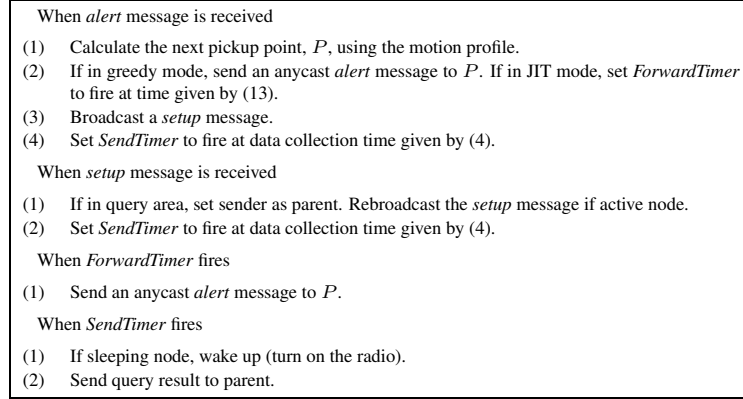 When alert message is received
(1) Calculate the next pickup point, P, using the motion profile.
(2) If in greedy mode, send an anycast alert message to P. If in JIT mode, set ForwardTimer
to fire at time given by (13).
(3) Broadcast a setup message.
(4) Set SendTimer to fire at data collection time given by (4).
When setup message is received
(1) If in query area, set sender as parent. Rebroadcast the setup message if active node.
(2) Set SendTimer to fire at data collection time given by (4).
When ForwardTimer fires
(1) Send an anycast alert message to P.
When SendTimer fires
(1) If sleeping node, wake up (turn on the radio).
(2) Send query result to parent.